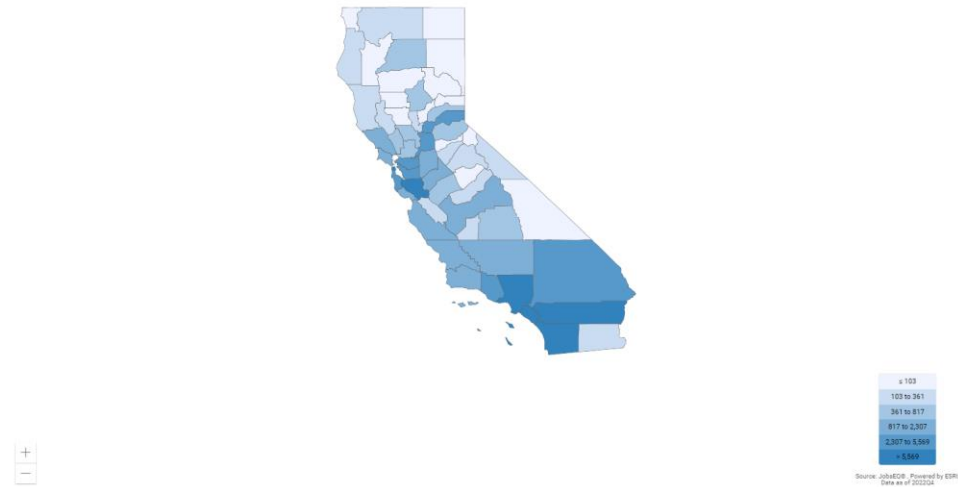 ≤ 103
103 to 361
361 to 817
817 to 2,307
2,307 to 5,569
> 5,569
+
−
Source: JobsEQ®, Powered by ESRI
Data as of 2022Q4